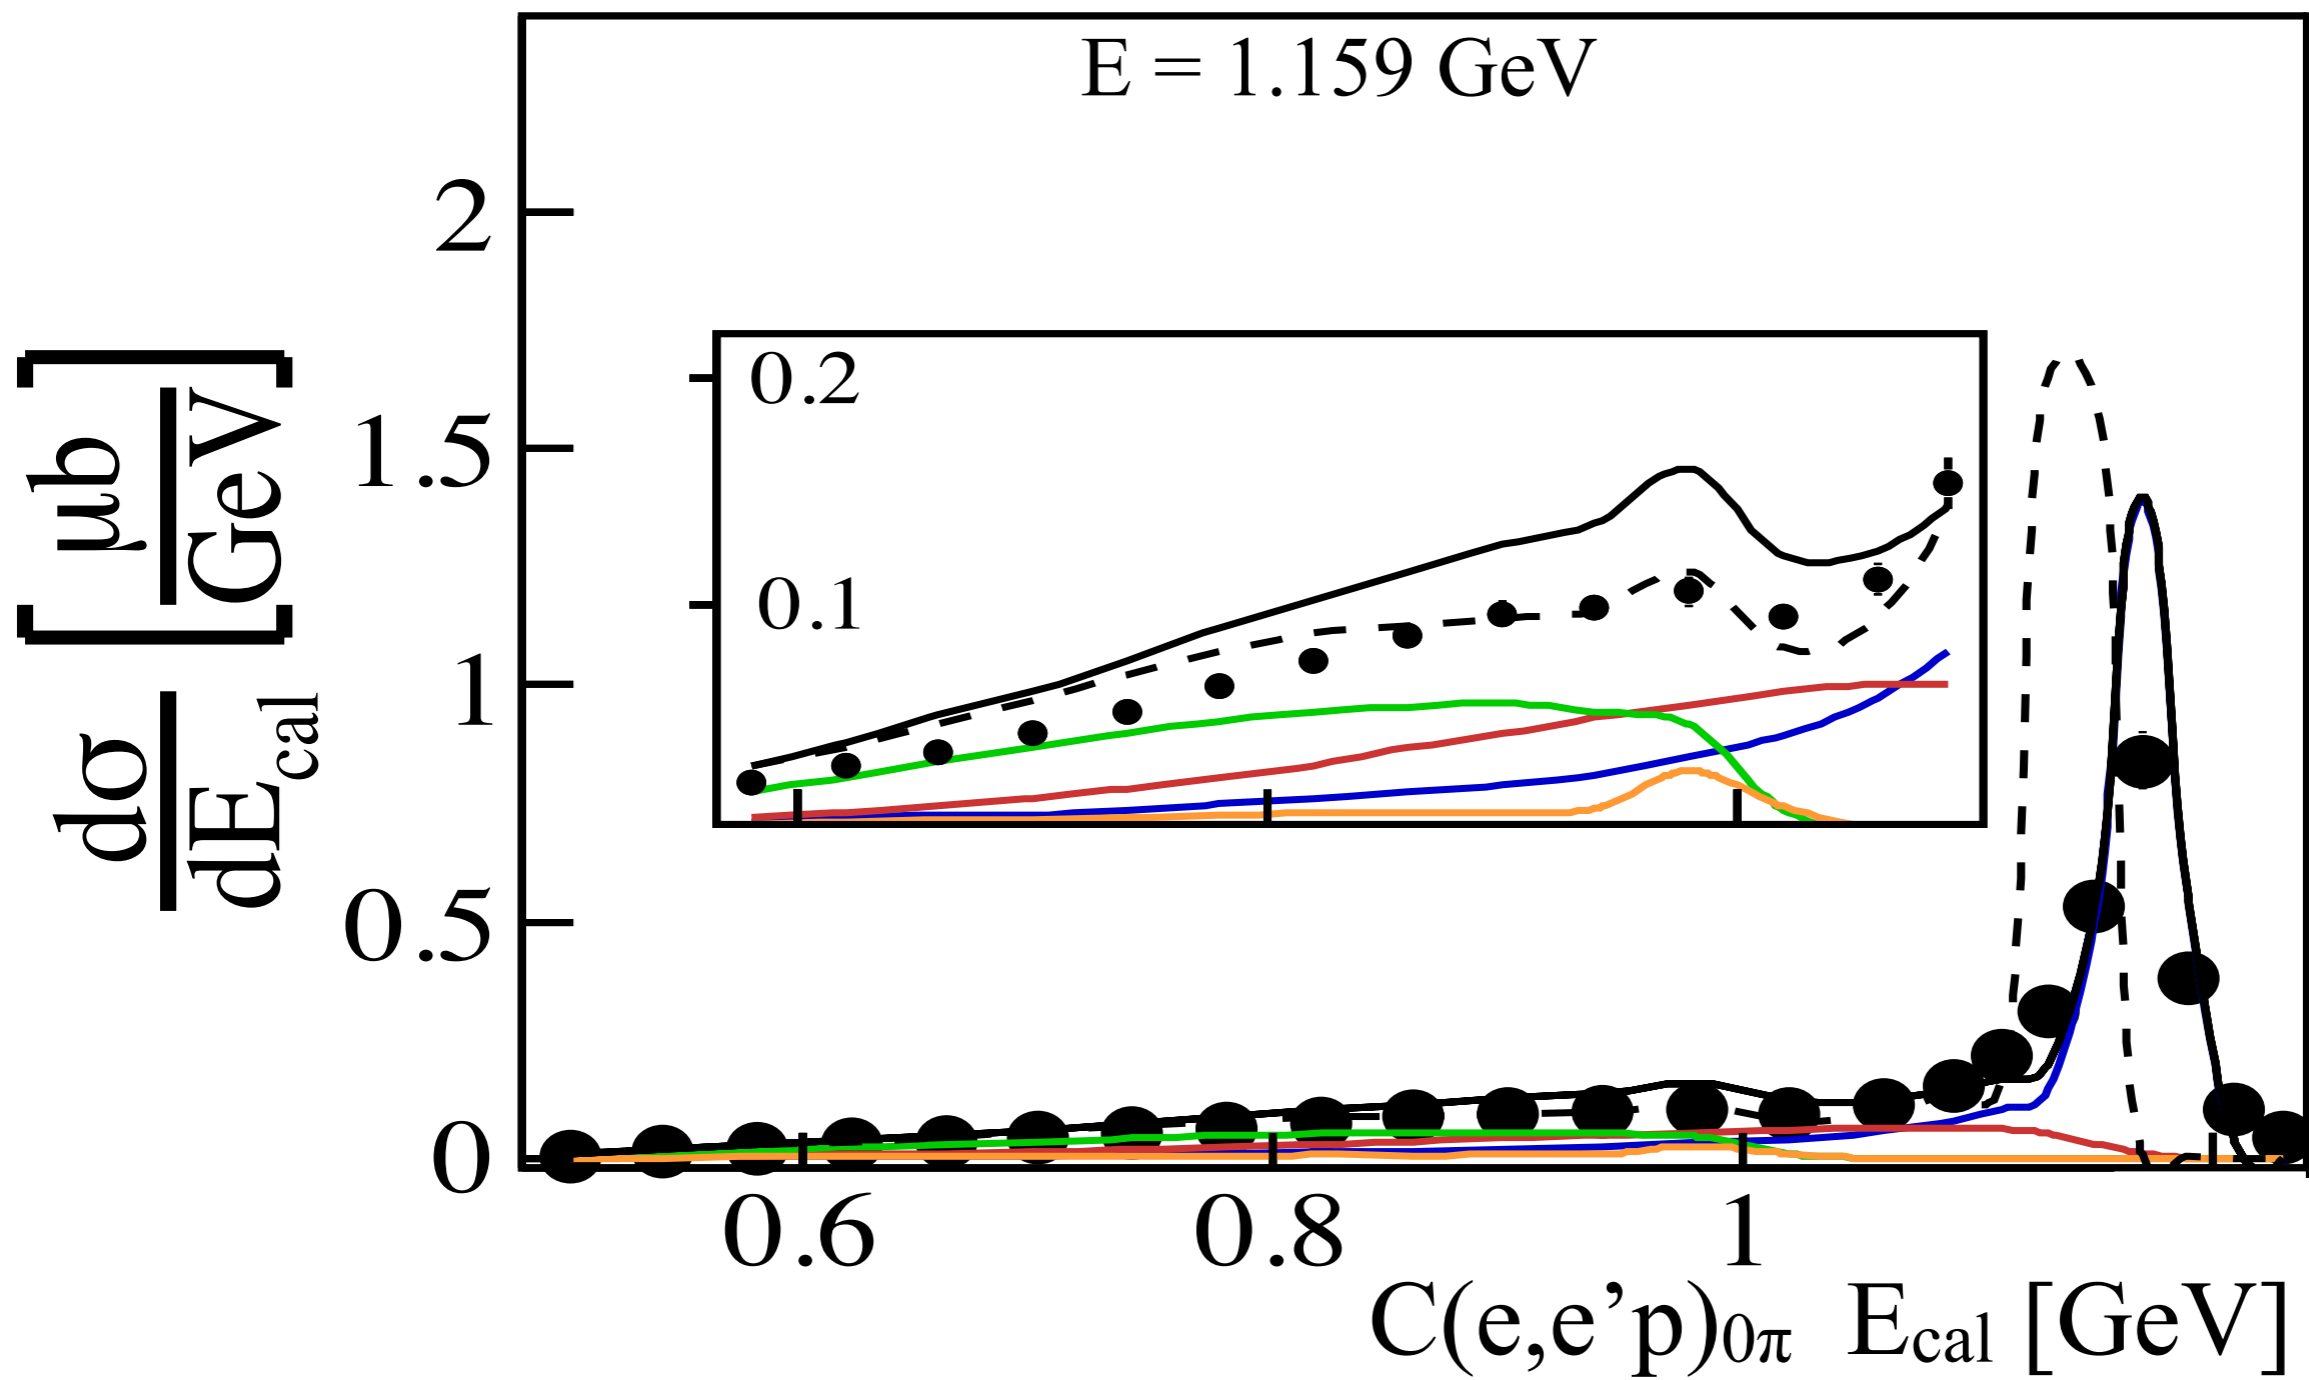 E = 1.159 GeV
dσ/dE_cal [μb/GeV]
2
1.5
1
0.5
0
0.2
0.1
0.6 0.8 1
C(e,e’p)0π Ecal [GeV]